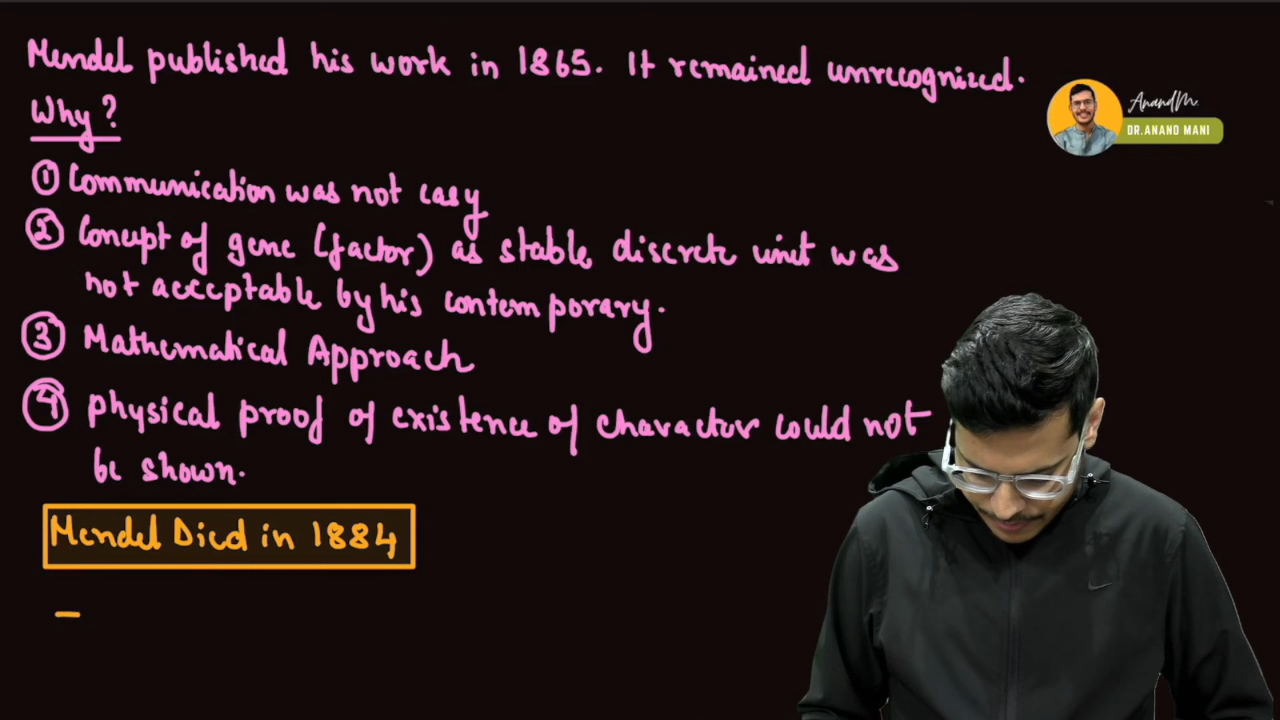 Mendel published his work in 1865. It remained unrecognized.
AnandM.
Why?
DR.ANAND MANI
① Communication was not easy
② Concept of gene (factor) as stable, discrete unit was
not acceptable by his contemporary.
③ Mathematical Approach
④ physical proof of existence of charactor could not
be shown.
Mendel Died in 1884